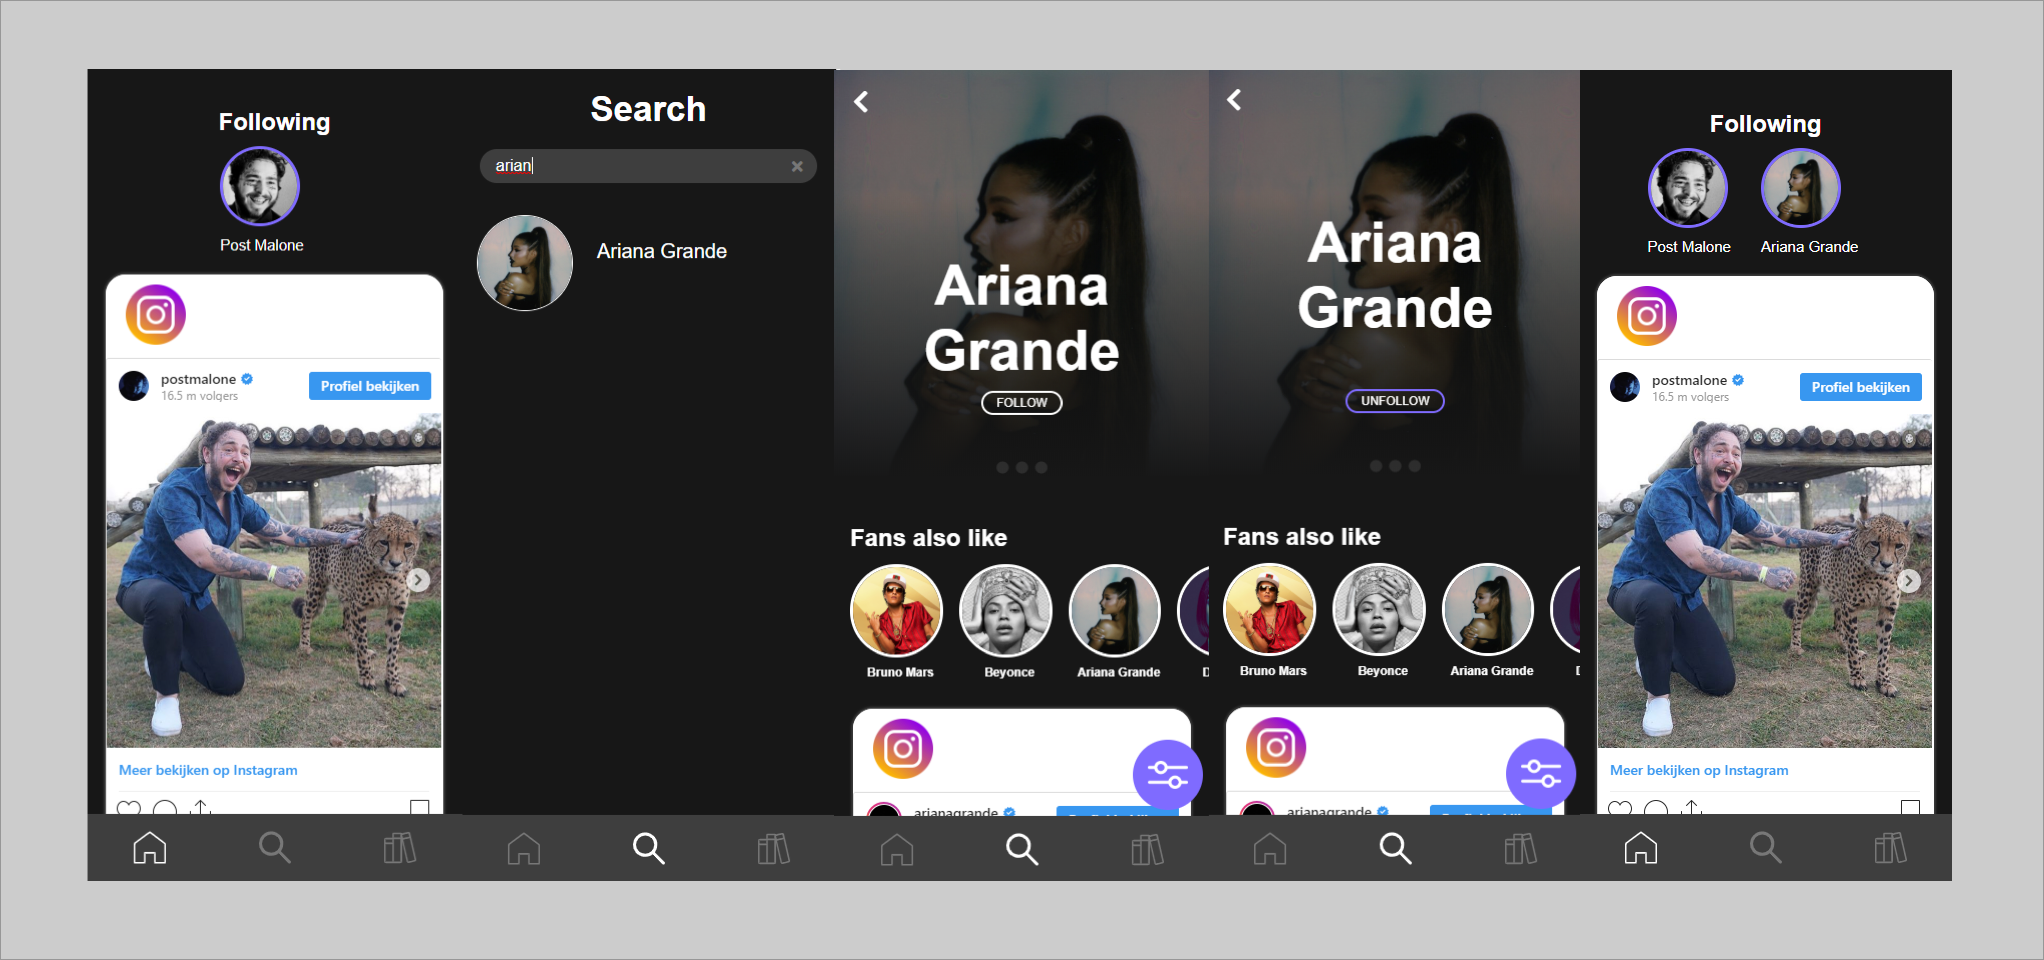 Following
Post Malone
postmalone
16.5 m volgers
Profiel bekijken
Meer bekijken op Instagram
Search
arian
Ariana Grande
Ariana
Grande
FOLLOW
Fans also like
Bruno Mars
Beyonce
Ariana Grande
D
arianagrande
Ariana
Grande
UNFOLLOW
Fans also like
Bruno Mars
Beyonce
Ariana Grande
arianagrande
Following
Post Malone
Ariana Grande
postmalone
16.5 m volgers
Profiel bekijken
Meer bekijken op Instagram